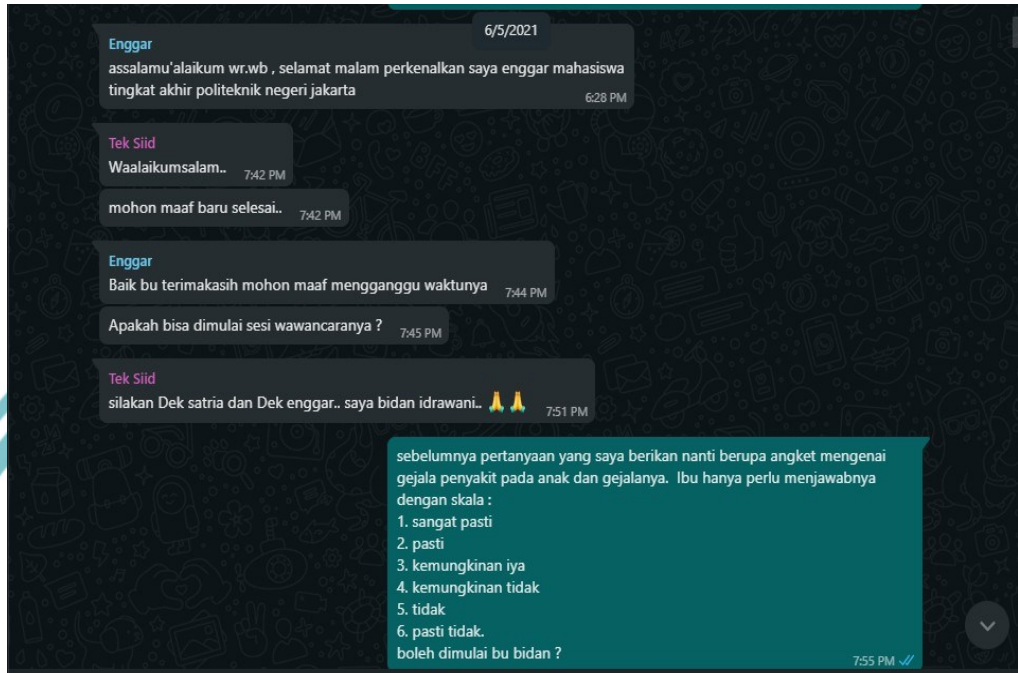 6/5/2021
Enggar
assalamu'alaikum wr.wb , selamat malam perkenalkan saya enggar mahasiswa
tingkat akhir politeknik negeri jakarta
6:28 PM
Tek Siid
Waalaikumsalam..
7:42 PM
mohon maaf baru selesai..
7:42 PM
Enggar
Baik bu terimakasih mohon maaf mengganggu waktunya
7:44 PM
Apakah bisa dimulai sesi wawancaranya ?
7:45 PM
Tek Siid
silakan Dek satria dan Dek enggar.. saya bidan idrawani.. 🙏 🙏
7:51 PM
sebelumnya pertanyaan yang saya berikan nanti berupa angket mengenai
gejala penyakit pada anak dan gejalanya. Ibu hanya perlu menjawabnya
dengan skala :
1. sangat pasti
2. pasti
3. kemungkinan iya
4. kemungkinan tidak
5. tidak
6. pasti tidak.
boleh dimulai bu bidan ?
7:55 PM